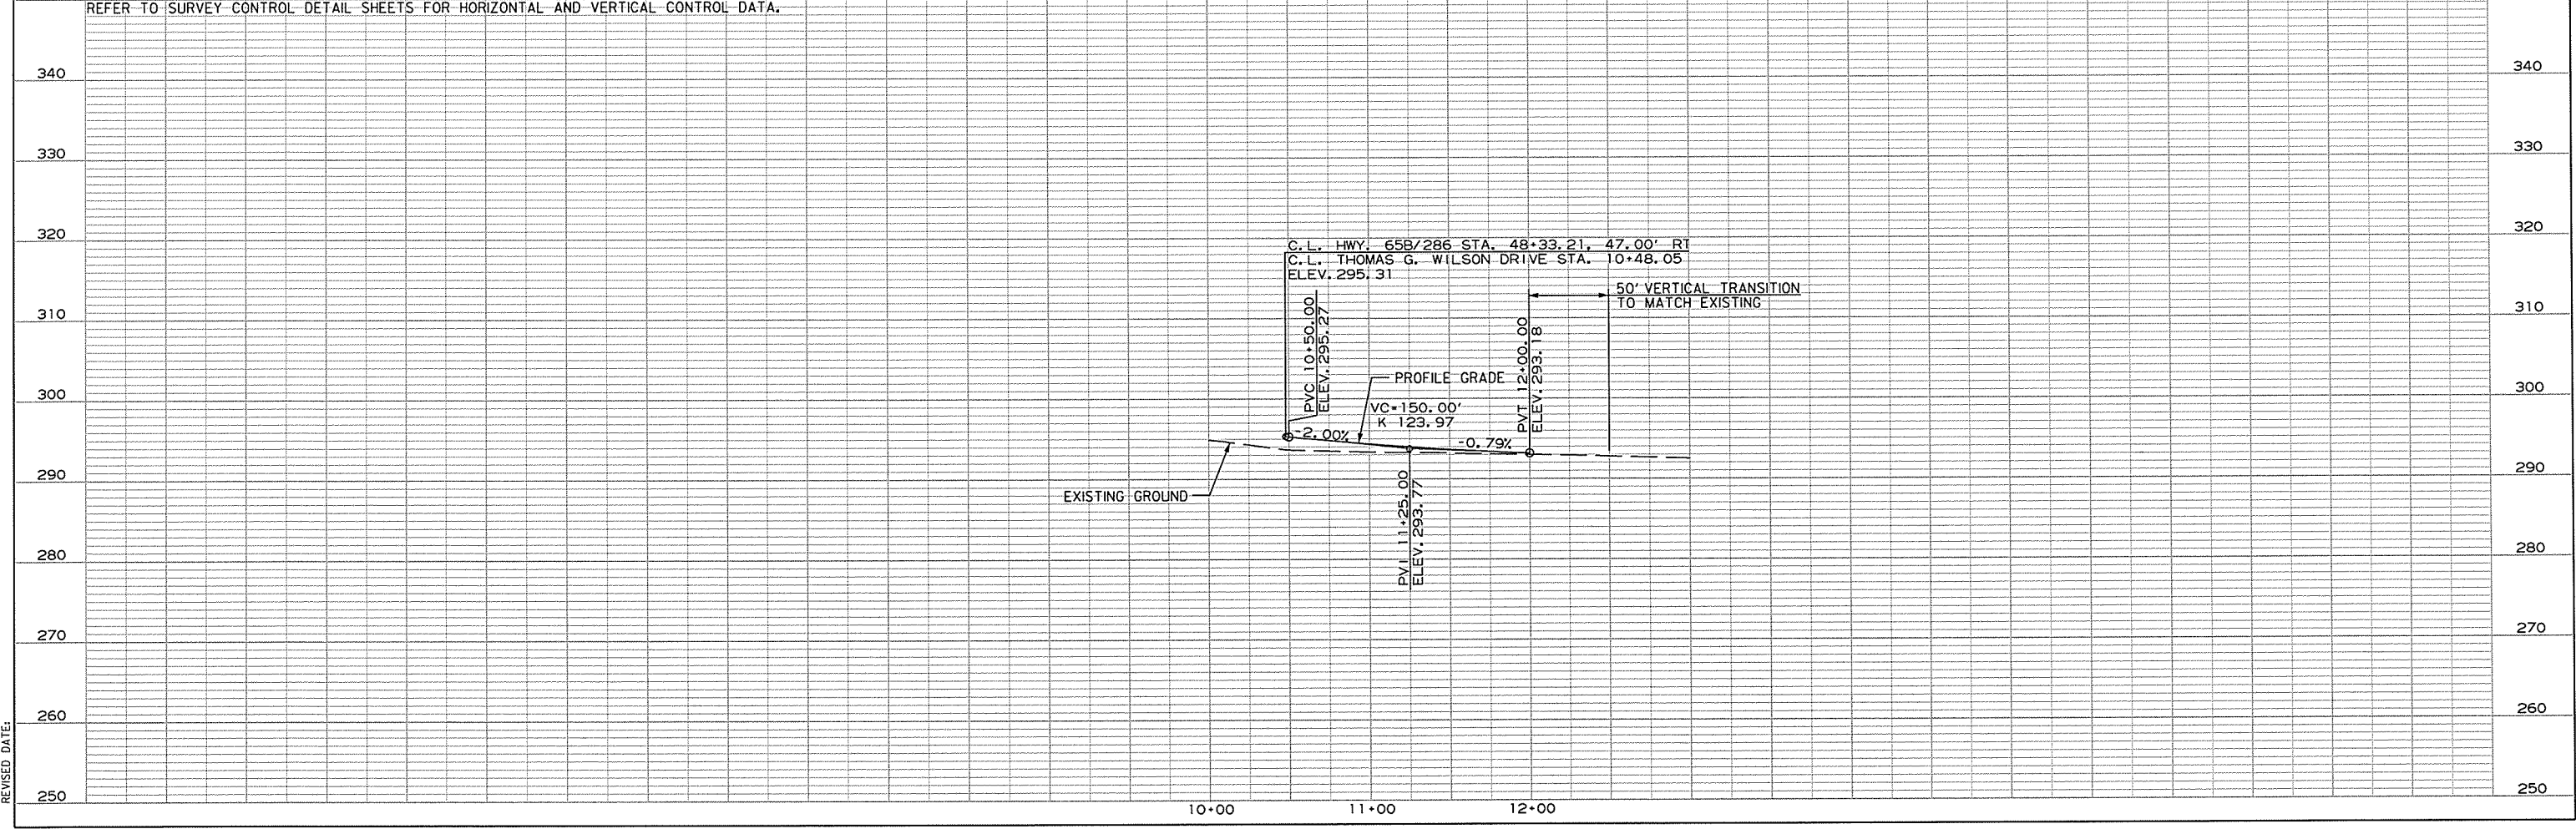 REFER TO SURVEY CONTROL DETAIL SHEETS FOR HORIZONTAL AND VERTICAL CONTROL DATA.
340 340
330 330
320 320
C.L. HWY. 65B/286 STA. 48+33.21, 47.00' RT
C.L. THOMAS G. WILSON DRIVE STA. 10+48.05
ELEV. 295.31
50' VERTICAL TRANSITION
TO MATCH EXISTING
310 310
PVC 10+50.00
ELEV. 295.27
PVT 12+00.00
ELEV. 293.18
PROFILE GRADE
300 300
VC=150.00'
K 123.97
-2.00%
-0.79%
290 290
EXISTING GROUND
PVI 11+25.00
ELEV. 293.77
280 280
270 270
260 260
REVISED DATE:
250 250
10+00 11+00 12+00